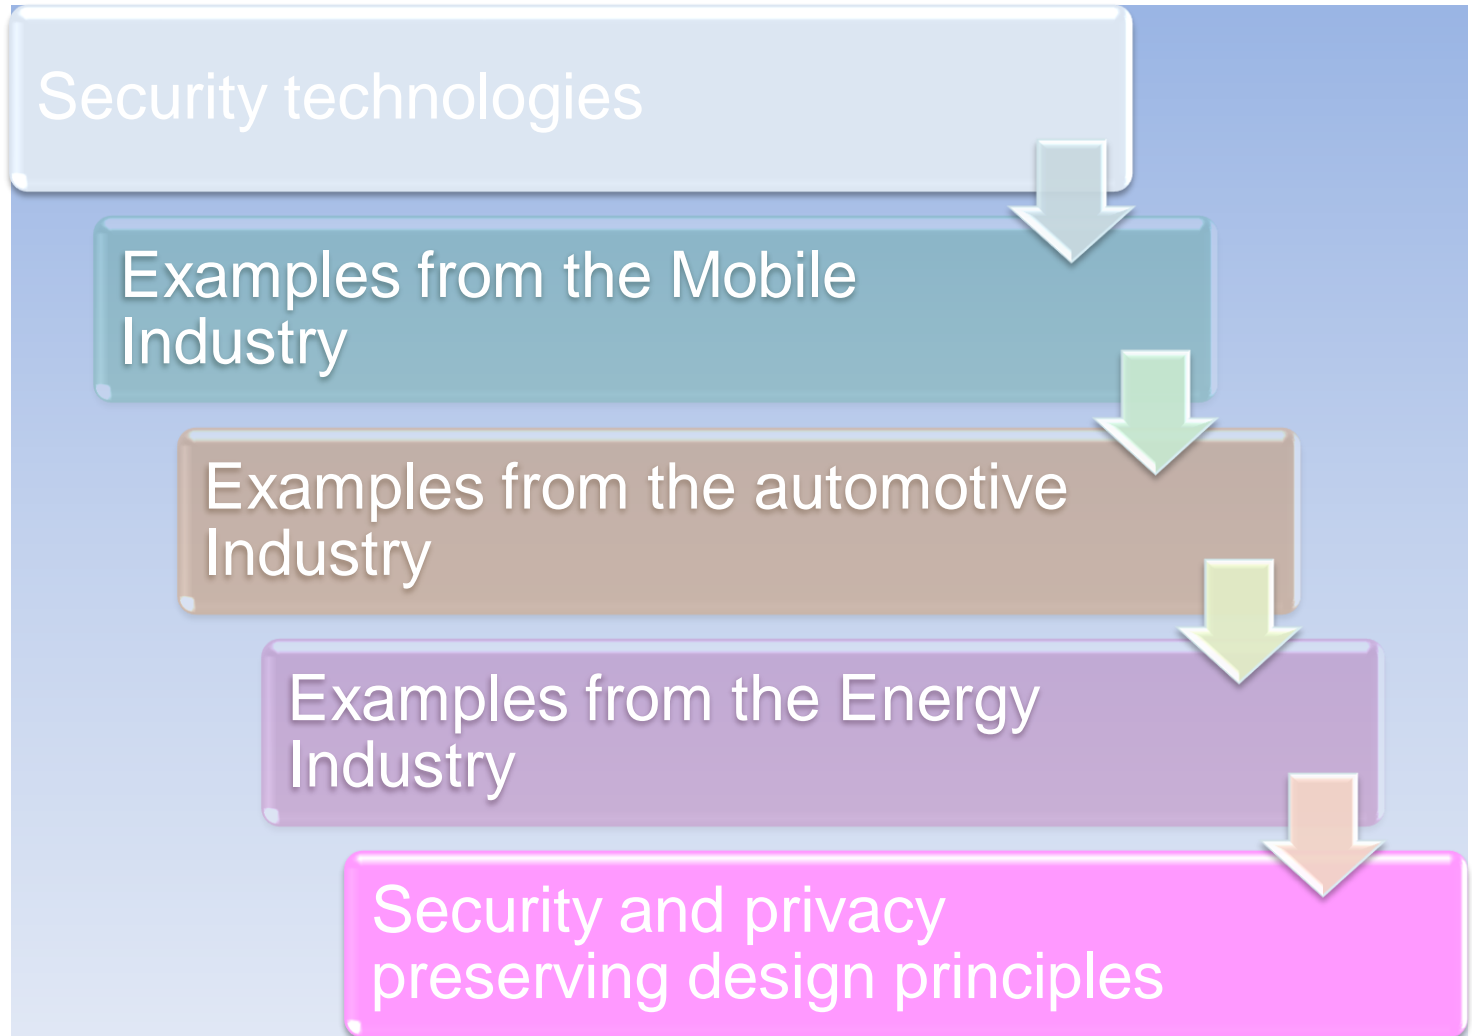 Security technologies
Examples from the Mobile
Industry
Examples from the automotive
Industry
Examples from the Energy
Industry
Security and privacy
preserving design principles